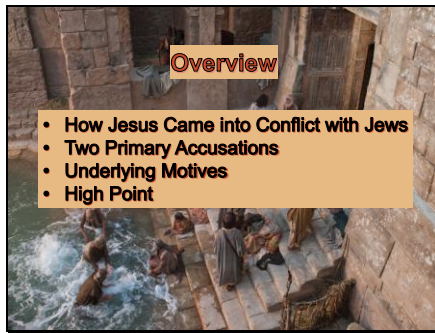 Overview
• How Jesus Came into Conflict with Jews
• Two Primary Accusations
• Underlying Motives
• High Point